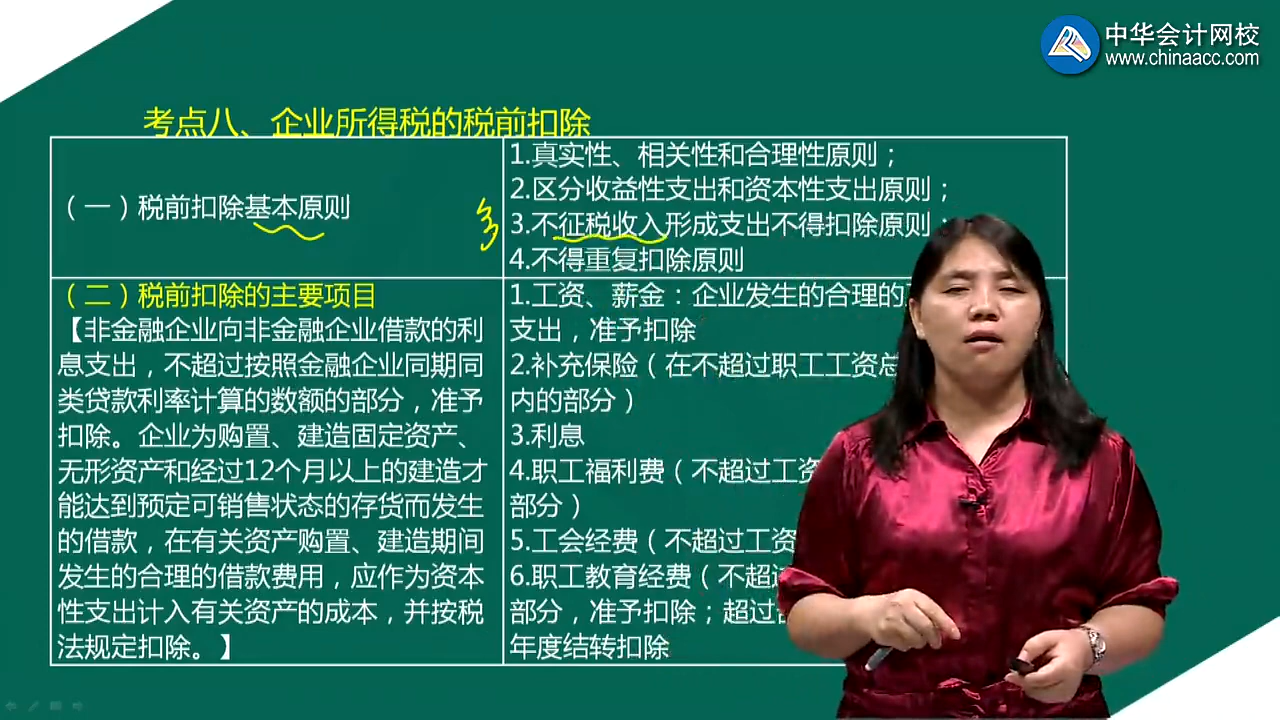 中华会计网校
www.chinaacc.com
考点八、企业所得税的税前扣除
（一）税前扣除基本原则
1.真实性、相关性和合理性原则；
2.区分收益性支出和资本性支出原则；
3.不征税收入形成支出不得扣除原则；
4.不得重复扣除原则
（二）税前扣除的主要项目
【非金融企业向非金融企业借款的利
息支出，不超过按照金融企业同期同
类贷款利率计算的数额的部分，准予
扣除。企业为购置、建造固定资产、
无形资产和经过12个月以上的建造才
能达到预定可销售状态的存货而发生
的借款，在有关资产购置、建造期间
发生的合理的借款费用，应作为资本
性支出计入有关资产的成本，并按税
法规定扣除。】
1.工资、薪金：企业发生的合理的
支出，准予扣除
2.补充保险（在不超过职工工资总
内的部分）
3.利息
4.职工福利费（不超过工资
部分）
5.工会经费（不超过工资
6.职工教育经费（不超过
部分，准予扣除；超过
年度结转扣除